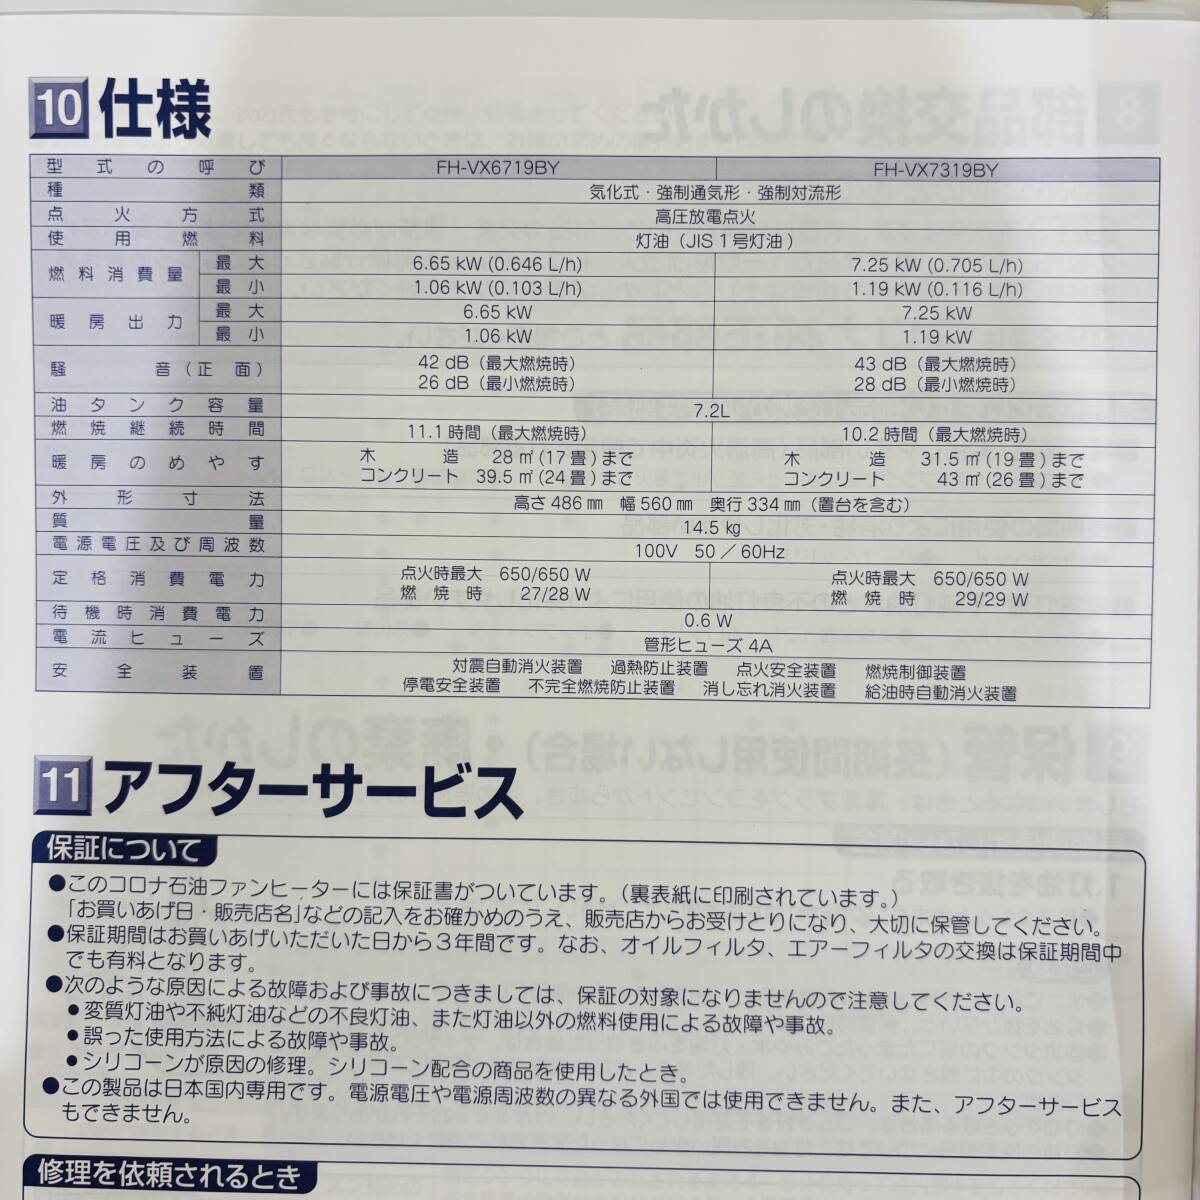 10 仕様
型式の呼び FH-VX6719BY FH-VX7319BY
種類 気化式・強制通気形・強制対流形
点火方式 高圧放電点火
使用燃料 灯油（JIS１号灯油）
燃料消費量 最大 6.65 kW (0.646 L/h) 7.25 kW (0.705 L/h)
最小 1.06 kW (0.103 L/h) 1.19 kW (0.116 L/h)
暖房出力 最大 6.65 kW 7.25 kW
最小 1.06 kW 1.19 kW
騒音（正面） 42 dB（最大燃焼時） 43 dB（最大燃焼時）
26 dB（最小燃焼時） 28 dB（最小燃焼時）
油タンク容量 7.2L
燃焼継続時間 11.1 時間（最大燃焼時） 10.2 時間（最大燃焼時）
暖房のめやす 木造 28 ㎡(17 畳)まで 木造 31.5 ㎡(19 畳)まで
コンクリート 39.5 ㎡(24 畳)まで コンクリート 43 ㎡(26 畳)まで
外形寸法 高さ 486 ㎜ 幅 560 ㎜ 奥行 334 ㎜（置台を含む）
質量 14.5 ㎏
電源電圧及び周波数 100V 50／60Hz
定格消費電力 点火時最大 650/650 W 点火時最大 650/650 W
燃焼時 27/28 W 燃焼時 29/29 W
待機時消費電力 0.6 W
電流ヒューズ 管形ヒューズ 4A
安全装置 対震自動消火装置 過熱防止装置 点火安全装置 燃焼制御装置
停電安全装置 不完全燃焼防止装置 消し忘れ消火装置 給油時自動消火装置
11 アフターサービス
保証について
●このコロナ石油ファンヒーターには保証書がついています。（裏表紙に印刷されています。）
「お買いあげ日・販売店名」などの記入をお確かめのうえ、販売店からお受けとりになり、大切に保管してください。
●保証期間はお買いあげいただいた日から３年間です。なお、オイルフィルタ、エアーフィルタの交換は保証期間中
でも有料となります。
●次のような原因による故障および事故につきましては、保証の対象になりませんので注意してください。
•変質灯油や不純灯油などの不良灯油、また灯油以外の燃料使用による故障や事故。
•誤った使用方法による故障や事故。
•シリコーンが原因の修理。シリコーン配合の商品を使用したとき。
●この製品は日本国内専用です。電源電圧や電源周波数の異なる外国では使用できません。また、アフターサービス
もできません。
修理を依頼されるとき